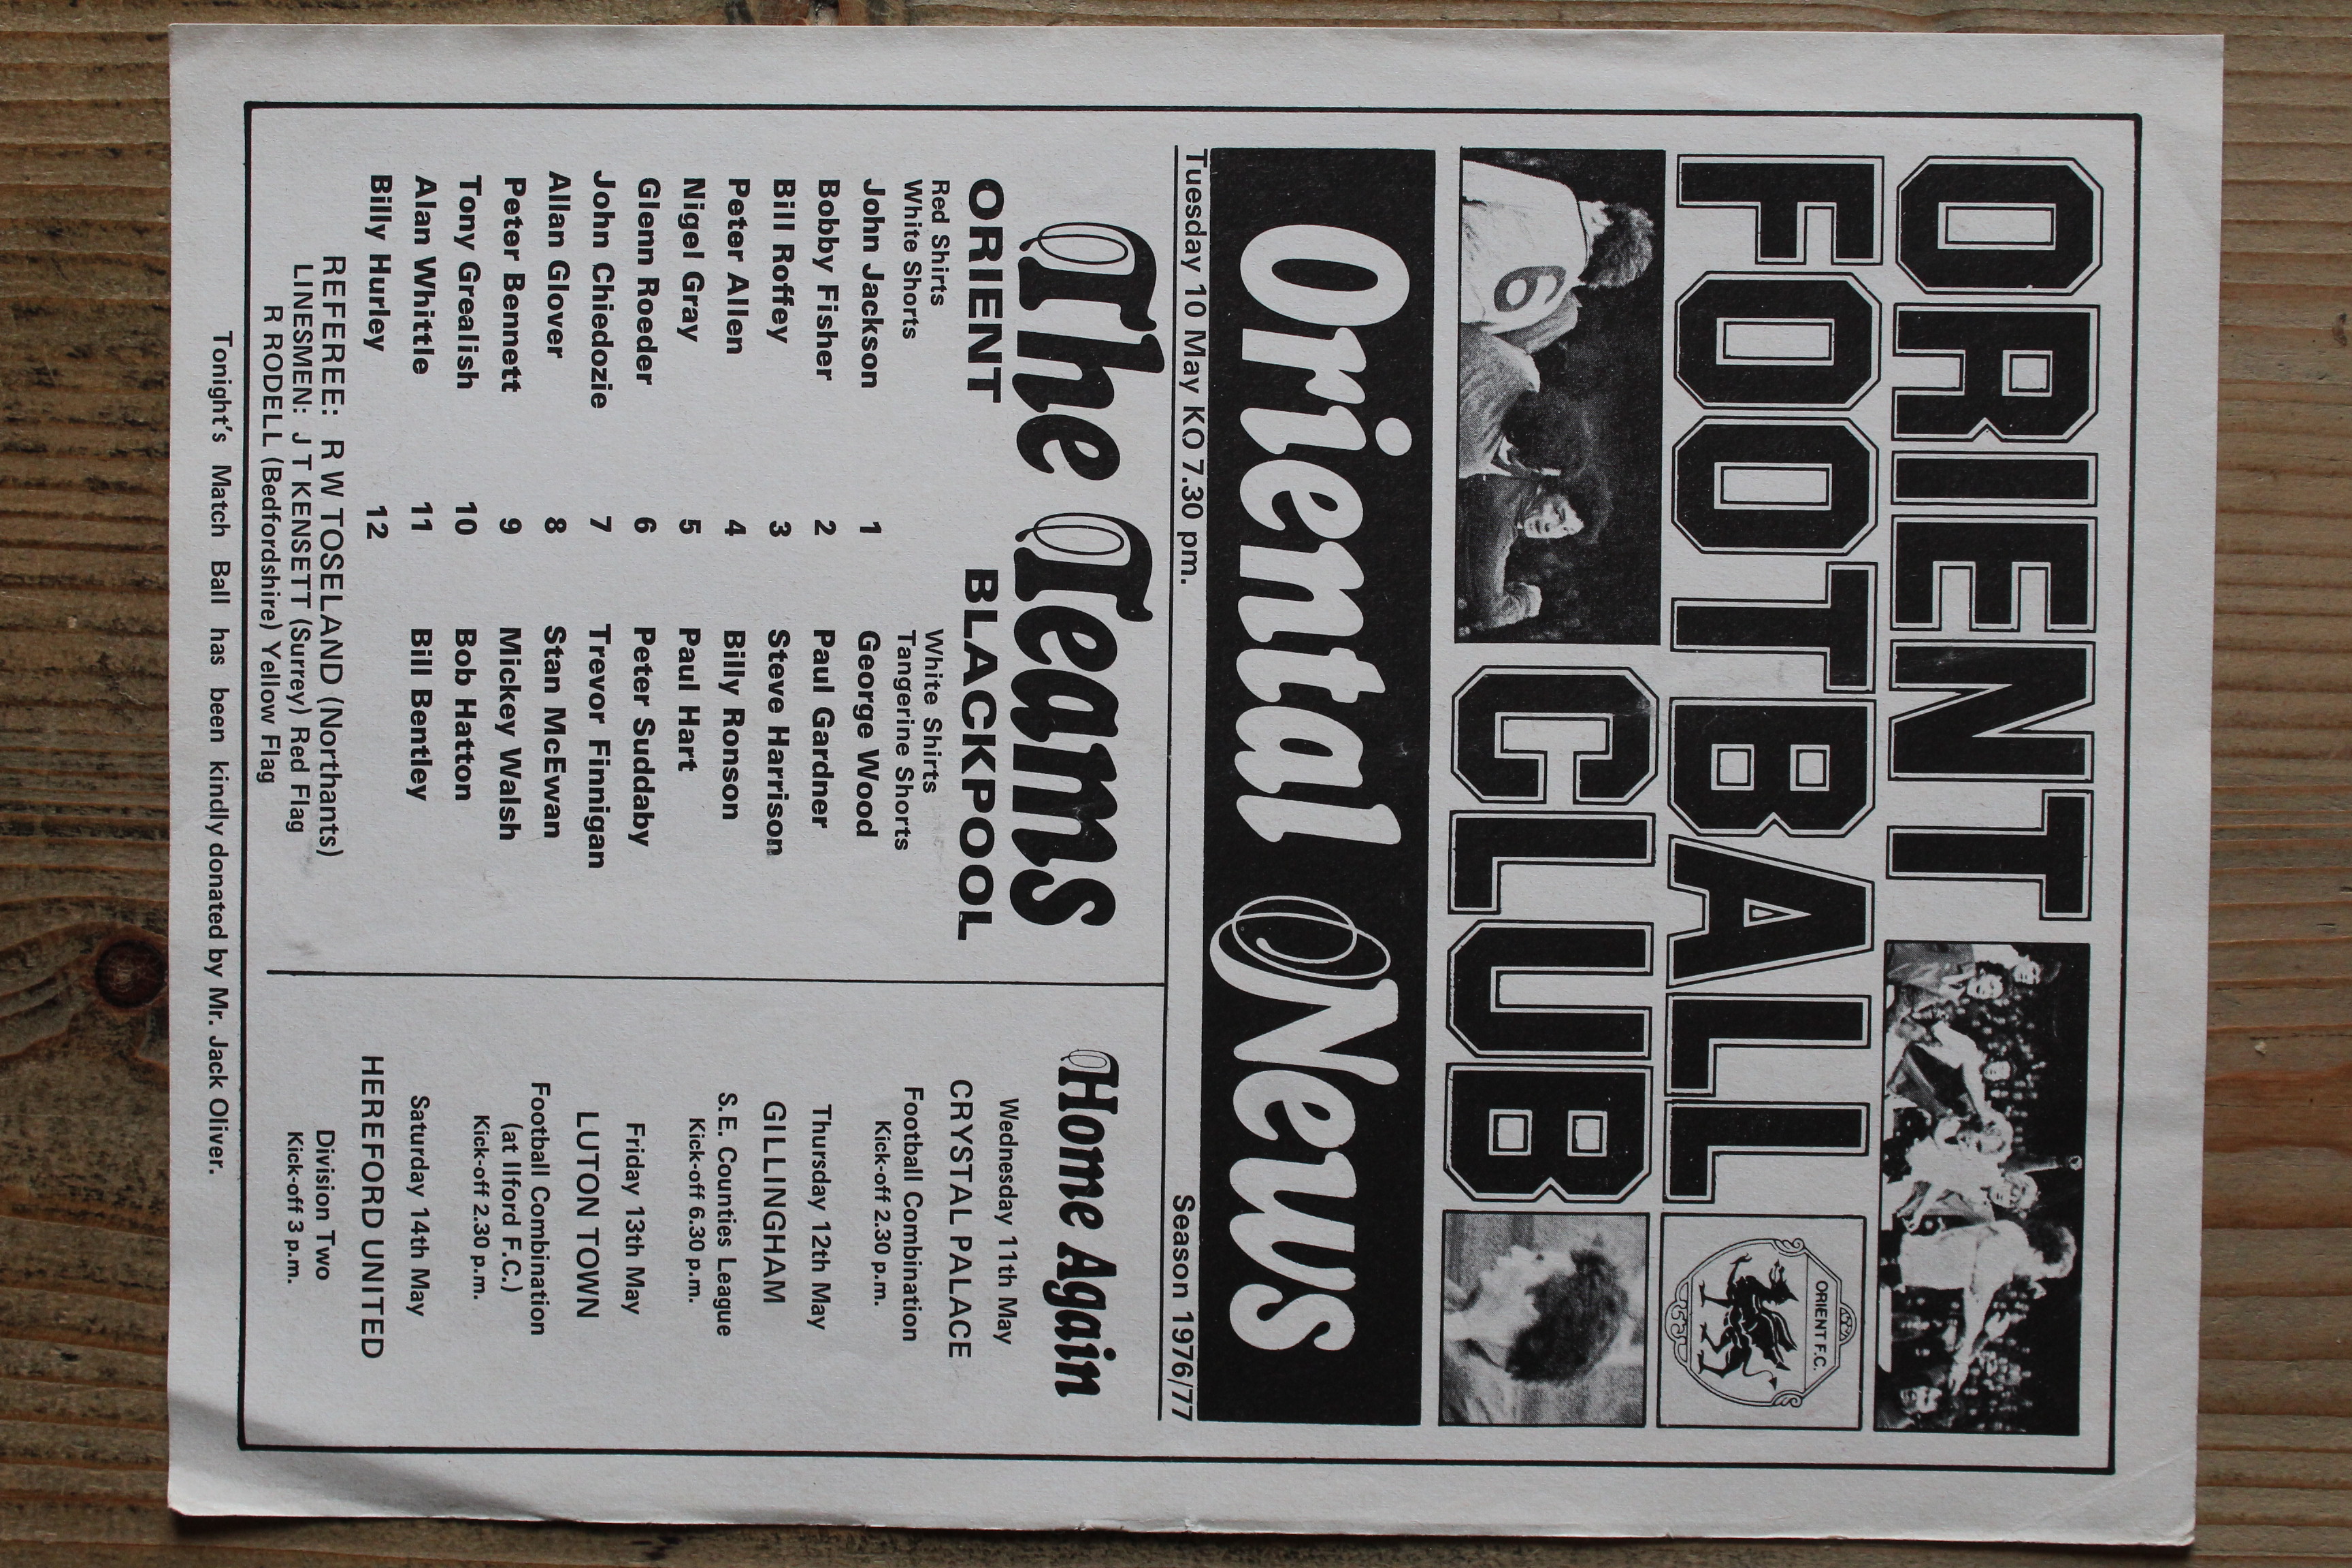 ORIENT
FOOTBALL
ORIENT F.C.
6
CLUB
Oriental News
Tuesday 10 May KO 7.30 pm.
Season 1976/77
The Teams
ORIENT
BLACKPOOL
Red Shirts
White Shirts
White Shorts
Tangerine Shorts
John Jackson 1 George Wood
Bobby Fisher 2 Paul Gardner
Bill Roffey 3 Steve Harrison
Peter Allen 4 Billy Ronson
Nigel Gray 5 Paul Hart
Glenn Roeder 6 Peter Suddaby
John Chiedozie 7 Trevor Finnigan
Allan Glover 8 Stan McEwan
Peter Bennett 9 Mickey Walsh
Tony Grealish 10 Bob Hatton
Alan Whittle 11 Bill Bentley
Billy Hurley 12
REFEREE: R W TOSELAND (Northants)
LINESMEN: J T KENSETT (Surrey) Red Flag
R RODELL (Bedfordshire) Yellow Flag
Home Again
Wednesday 11th May
CRYSTAL PALACE
Football Combination
Kick-off 2.30 p.m.
Thursday 12th May
GILLINGHAM
S.E. Counties League
Kick-off 6.30 p.m.
Friday 13th May
LUTON TOWN
Football Combination
(at Ilford F.C.)
Kick-off 2.30 p.m.
Saturday 14th May
HEREFORD UNITED
Division Two
Kick-off 3 p.m.
Tonight's Match Ball has been kindly donated by Mr. Jack Oliver.